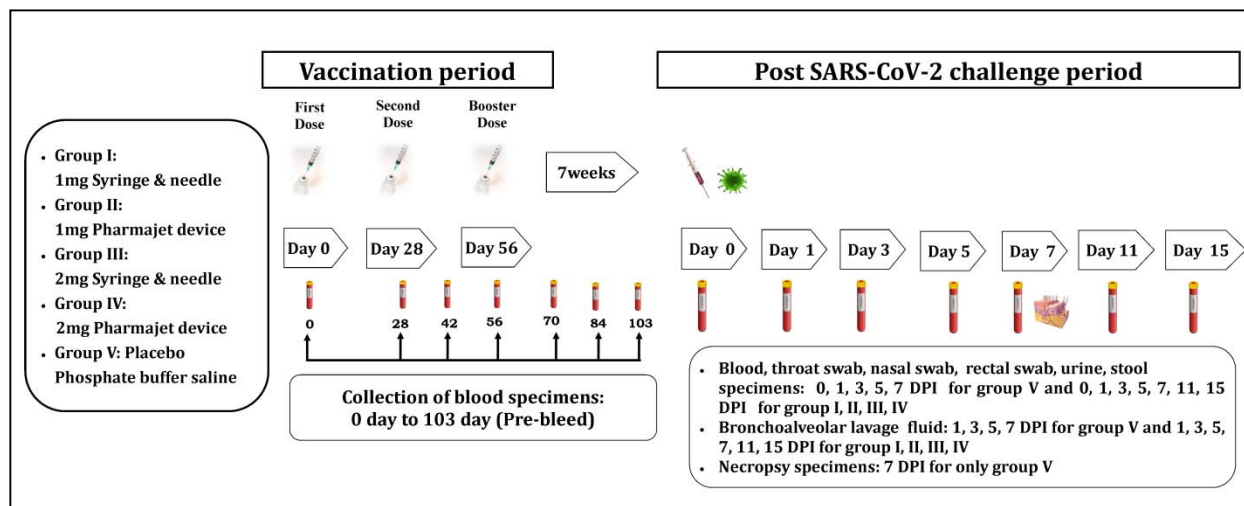 Vaccination period
Post SARS-CoV-2 challenge period
• Group I:
1mg Syringe & needle
• Group II:
1mg Pharmajet device
• Group III:
2mg Syringe & needle
• Group IV:
2mg Pharmajet device
• Group V: Placebo
Phosphate buffer saline
First
Dose
Second
Dose
Booster
Dose
7weeks
Day 0
Day 28
Day 56
0
28
42
56
70
84
103
Collection of blood specimens:
0 day to 103 day (Pre-bleed)
Day 0
Day 1
Day 3
Day 5
Day 7
Day 11
Day 15
• Blood, throat swab, nasal swab, rectal swab, urine, stool
specimens: 0, 1, 3, 5, 7 DPI for group V and 0, 1, 3, 5, 7, 11, 15
DPI for group I, II, III, IV
• Bronchoalveolar lavage fluid: 1, 3, 5, 7 DPI for group V and 1, 3, 5,
7, 11, 15 DPI for group I, II, III, IV
• Necropsy specimens: 7 DPI for only group V